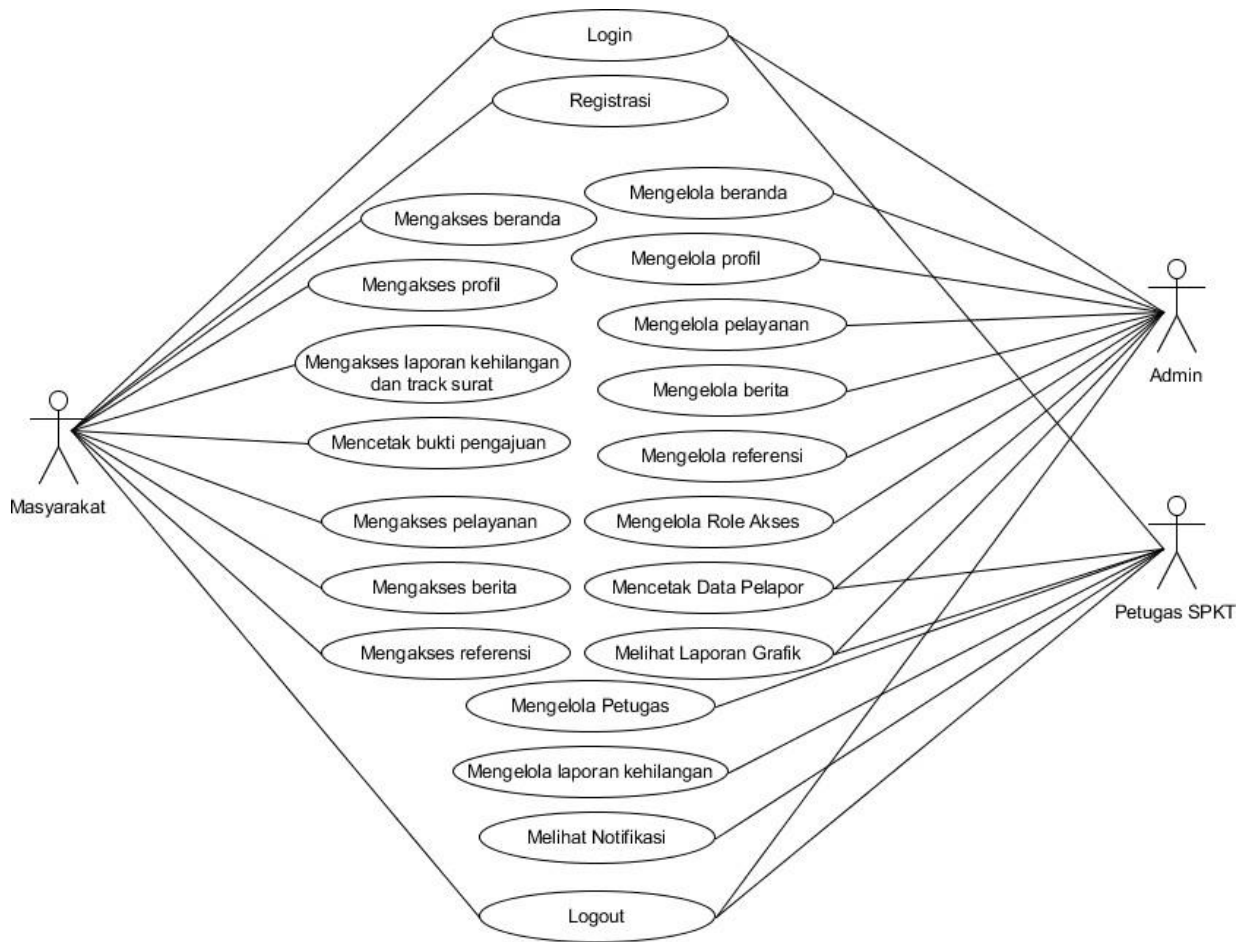 Login
Registrasi
Mengelola beranda
Mengakses beranda
Mengelola profil
Mengakses profil
Mengelola pelayanan
Mengakses laporan kehilangan
dan track surat
Admin
Mengelola berita
Mencetak bukti pengajuan
Mengelola referensi
Masyarakat
Mengakses pelayanan
Mengelola Role Akses
Mengakses berita
Mencetak Data Pelapor
Petugas SPKT
Mengakses referensi
Melihat Laporan Grafik
Mengelola Petugas
Mengelola laporan kehilangan
Melihat Notifikasi
Logout